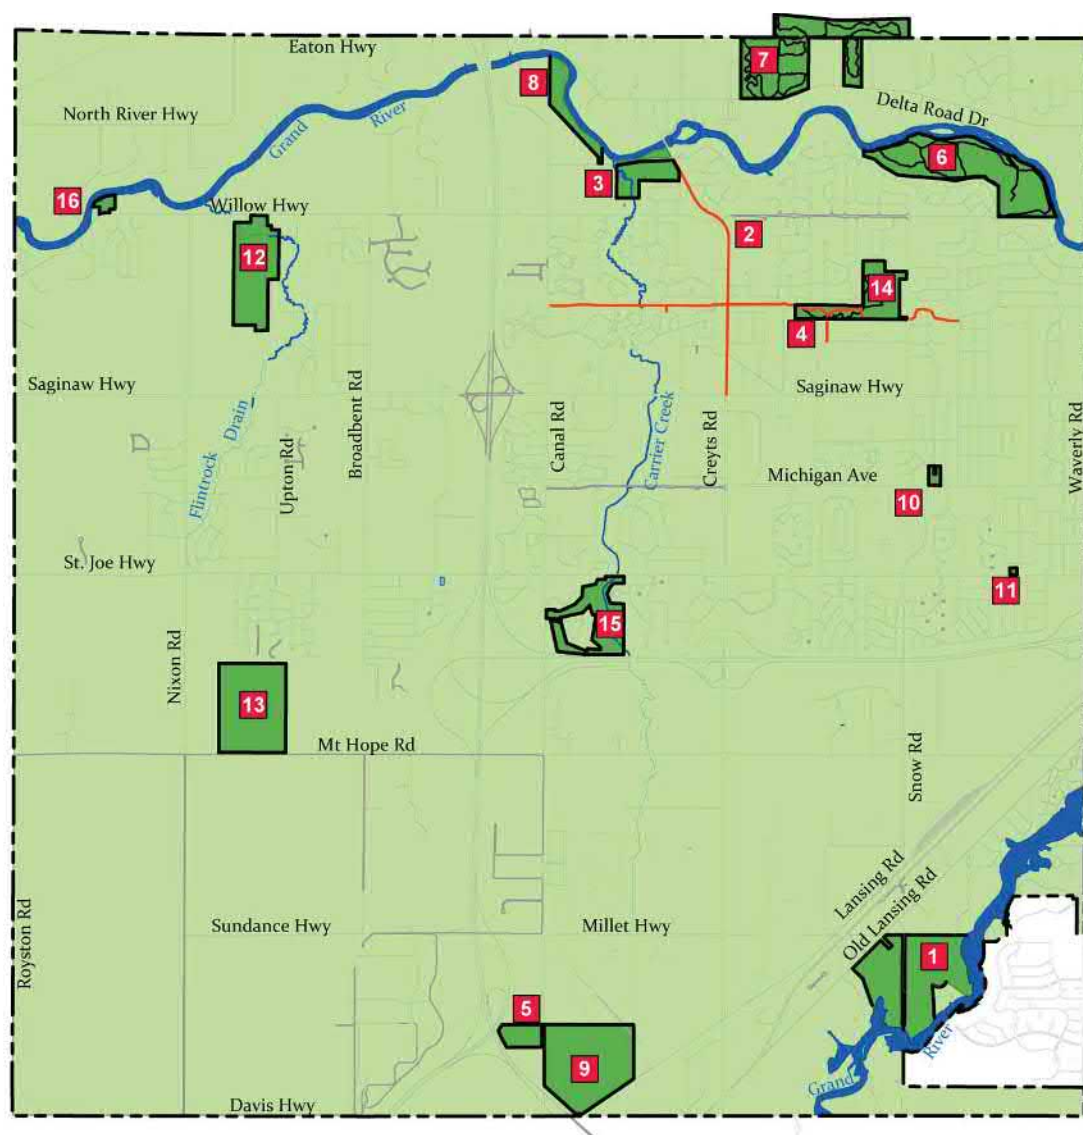 Eaton Hwy
7
8
North River Hwy
Grand
River
Delta Road Dr
6
3
16
Willow Hwy
2
12
14
4
Saginaw Hwy
Saginaw Hwy
Flintrock
Drain
Upton Rd
Broadbent Rd
Canal Rd
Carrier Creek
Creyts Rd
Waverly Rd
Michigan Ave
10
St. Joe Hwy
11
15
Nixon Rd
13
Mt Hope Rd
Snow Rd
Royston Rd
Sundance Hwy
Millet Hwy
Lansing Rd
Old Lansing Rd
1
5
9
Grand
River
Davis Hwy